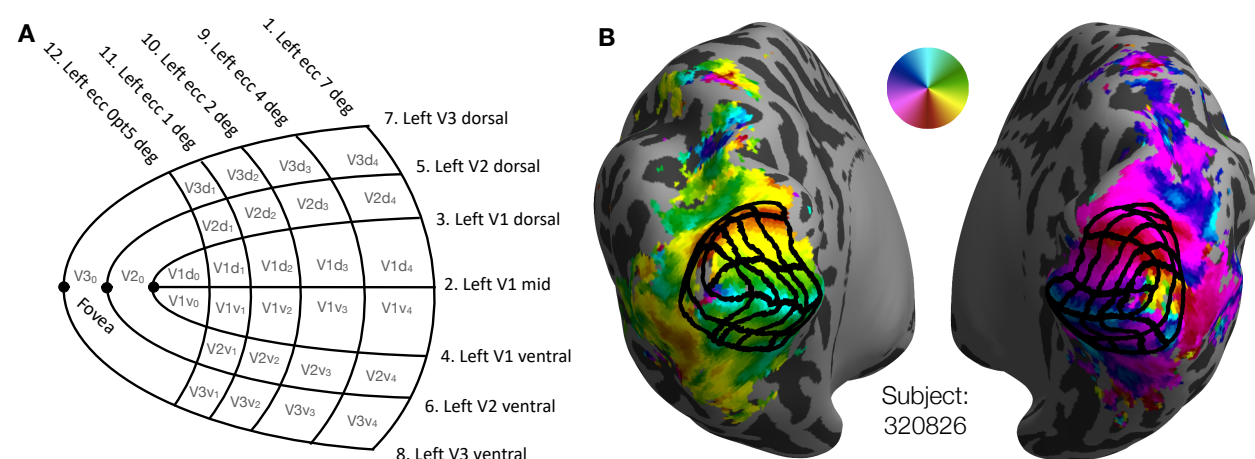 A
12. Left ecc 0pt5 deg
11. Left ecc 1 deg
10. Left ecc 2 deg
9. Left ecc 4 deg
1. Left ecc 7 deg
7. Left V3 dorsal
5. Left V2 dorsal
3. Left V1 dorsal
2. Left V1 mid
4. Left V1 ventral
6. Left V2 ventral
8. Left V3 ventral
V3d1 V3d2 V3d3 V3d4
V2d1 V2d2 V2d3 V2d4
V30 V20 V1d0 V1d1 V1d2 V1d3 V1d4
V1v0 V1v1 V1v2 V1v3 V1v4
Fovea
V2v1 V2v2 V2v3 V2v4
V3v1 V3v2 V3v3 V3v4
B
Subject:
320826